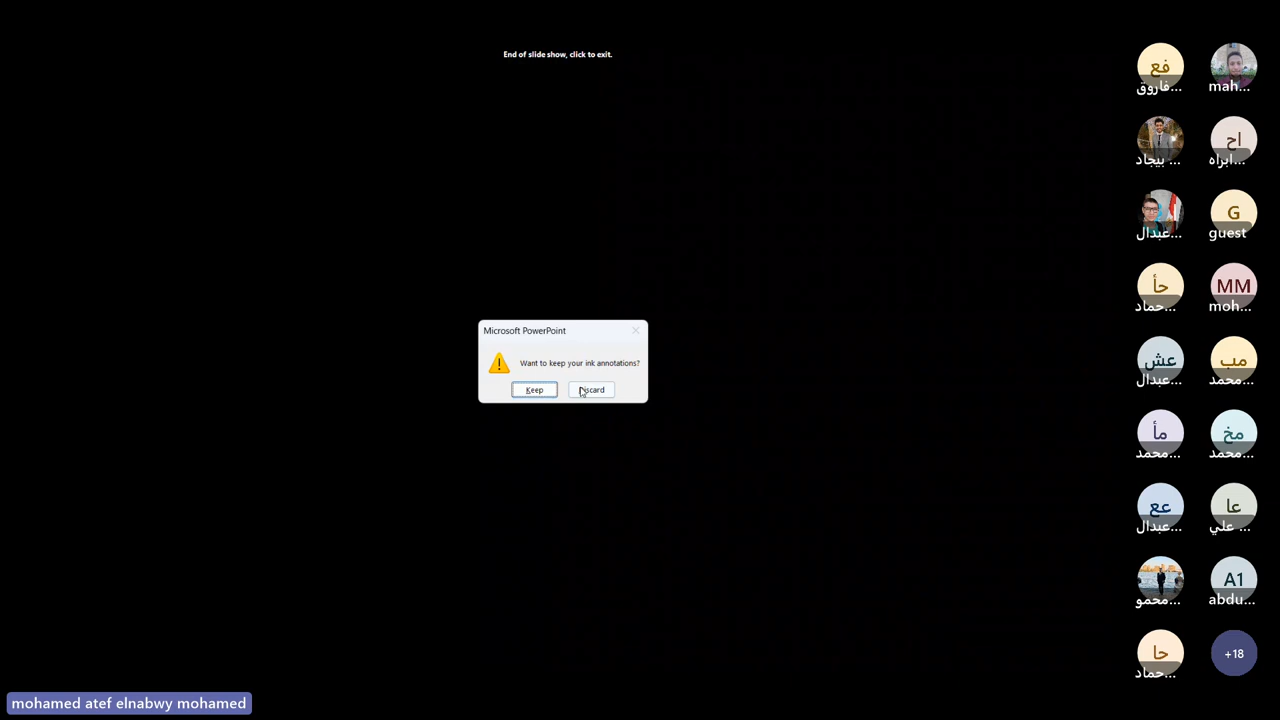 End of slide show, click to exit.
فع
فاروق...
mah...
بيجاد ...
اح
ابراه...
عبدال...
G
guest
حأ
حماد...
MM
moh...
Microsoft PowerPoint
Want to keep your ink annotations?
Keep
Discard
عش
عبدال...
مب
محمد...
مأ
محمد...
مخ
محمد...
عع
عبدال...
عا
علي ...
محمو...
A1
abdu...
حا
حماد...
+18
mohamed atef elnabwy mohamed